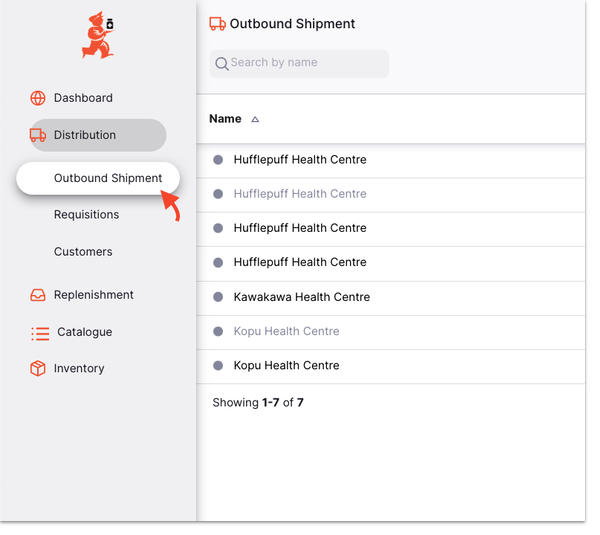 Dashboard
Distribution
Outbound Shipment
Requisitions
Customers
Replenishment
Catalogue
Inventory
Outbound Shipment
Search by name
Name
Hufflepuff Health Centre
Hufflepuff Health Centre
Hufflepuff Health Centre
Hufflepuff Health Centre
Kawakawa Health Centre
Kopu Health Centre
Kopu Health Centre
Showing 1-7 of 7